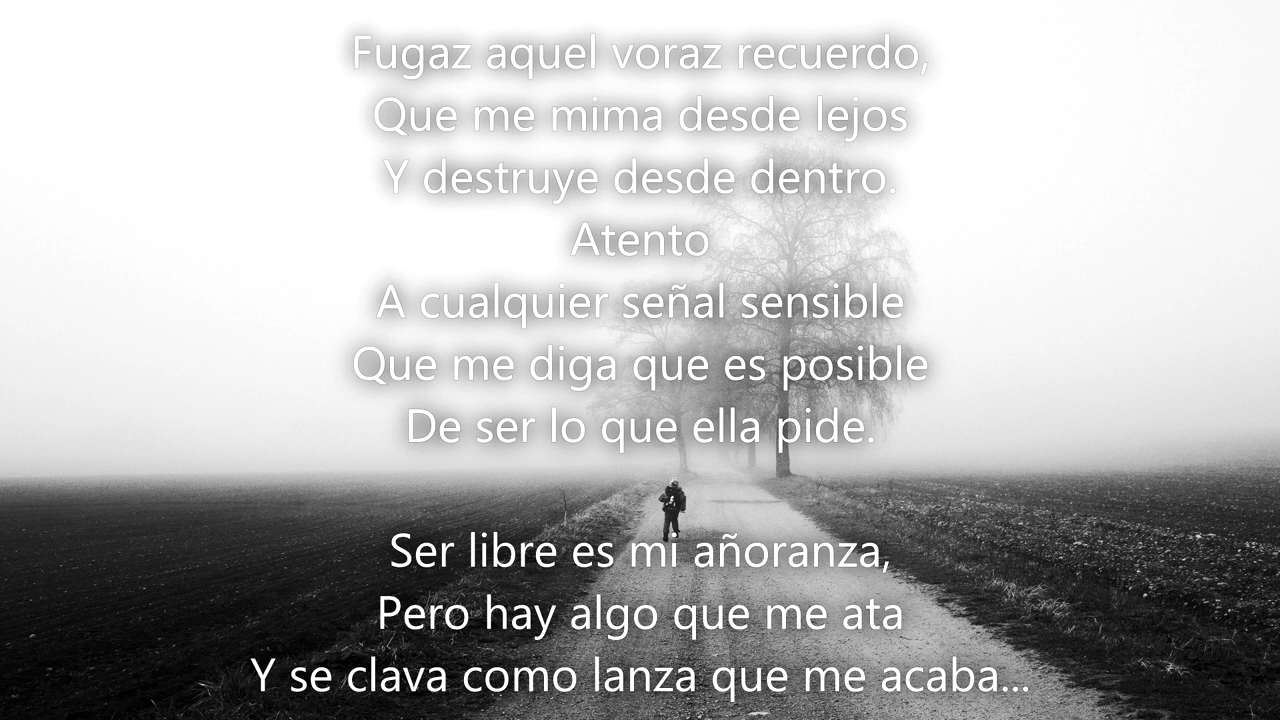 Fugaz aquel voraz recuerdo,
Que me mima desde lejos
Y destruye desde dentro.
Atento
A cualquier señal sensible
Que me diga que es posible
De ser lo que ella pide.
Ser libre es mi añoranza,
Pero hay algo que me ata
Y se clava como lanza que me acaba...